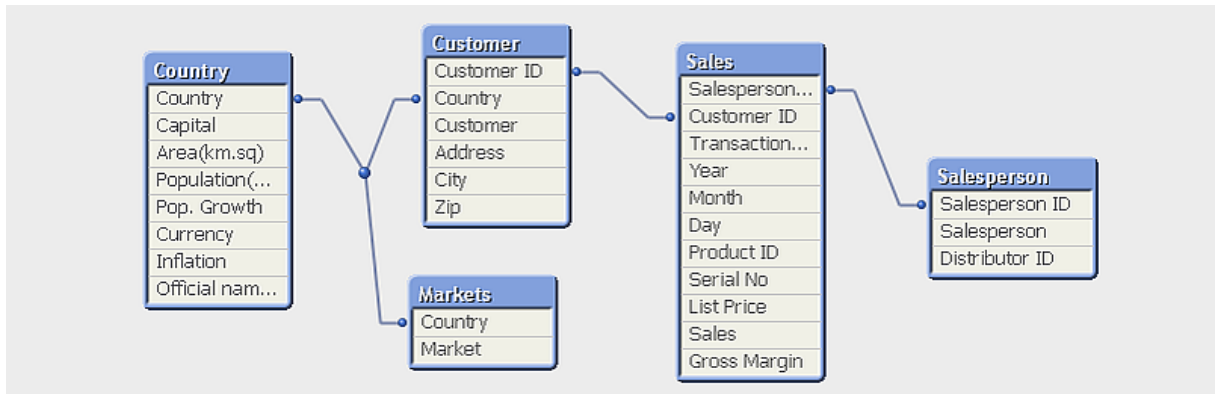 Country
Country
Capital
Area(km.sq)
Population(...
Pop. Growth
Currency
Inflation
Official nam...
Customer
Customer ID
Country
Customer
Address
City
Zip
Markets
Country
Market
Sales
Salesperson...
Customer ID
Transaction...
Year
Month
Day
Product ID
Serial No
List Price
Sales
Gross Margin
Salesperson
Salesperson ID
Salesperson
Distributor ID